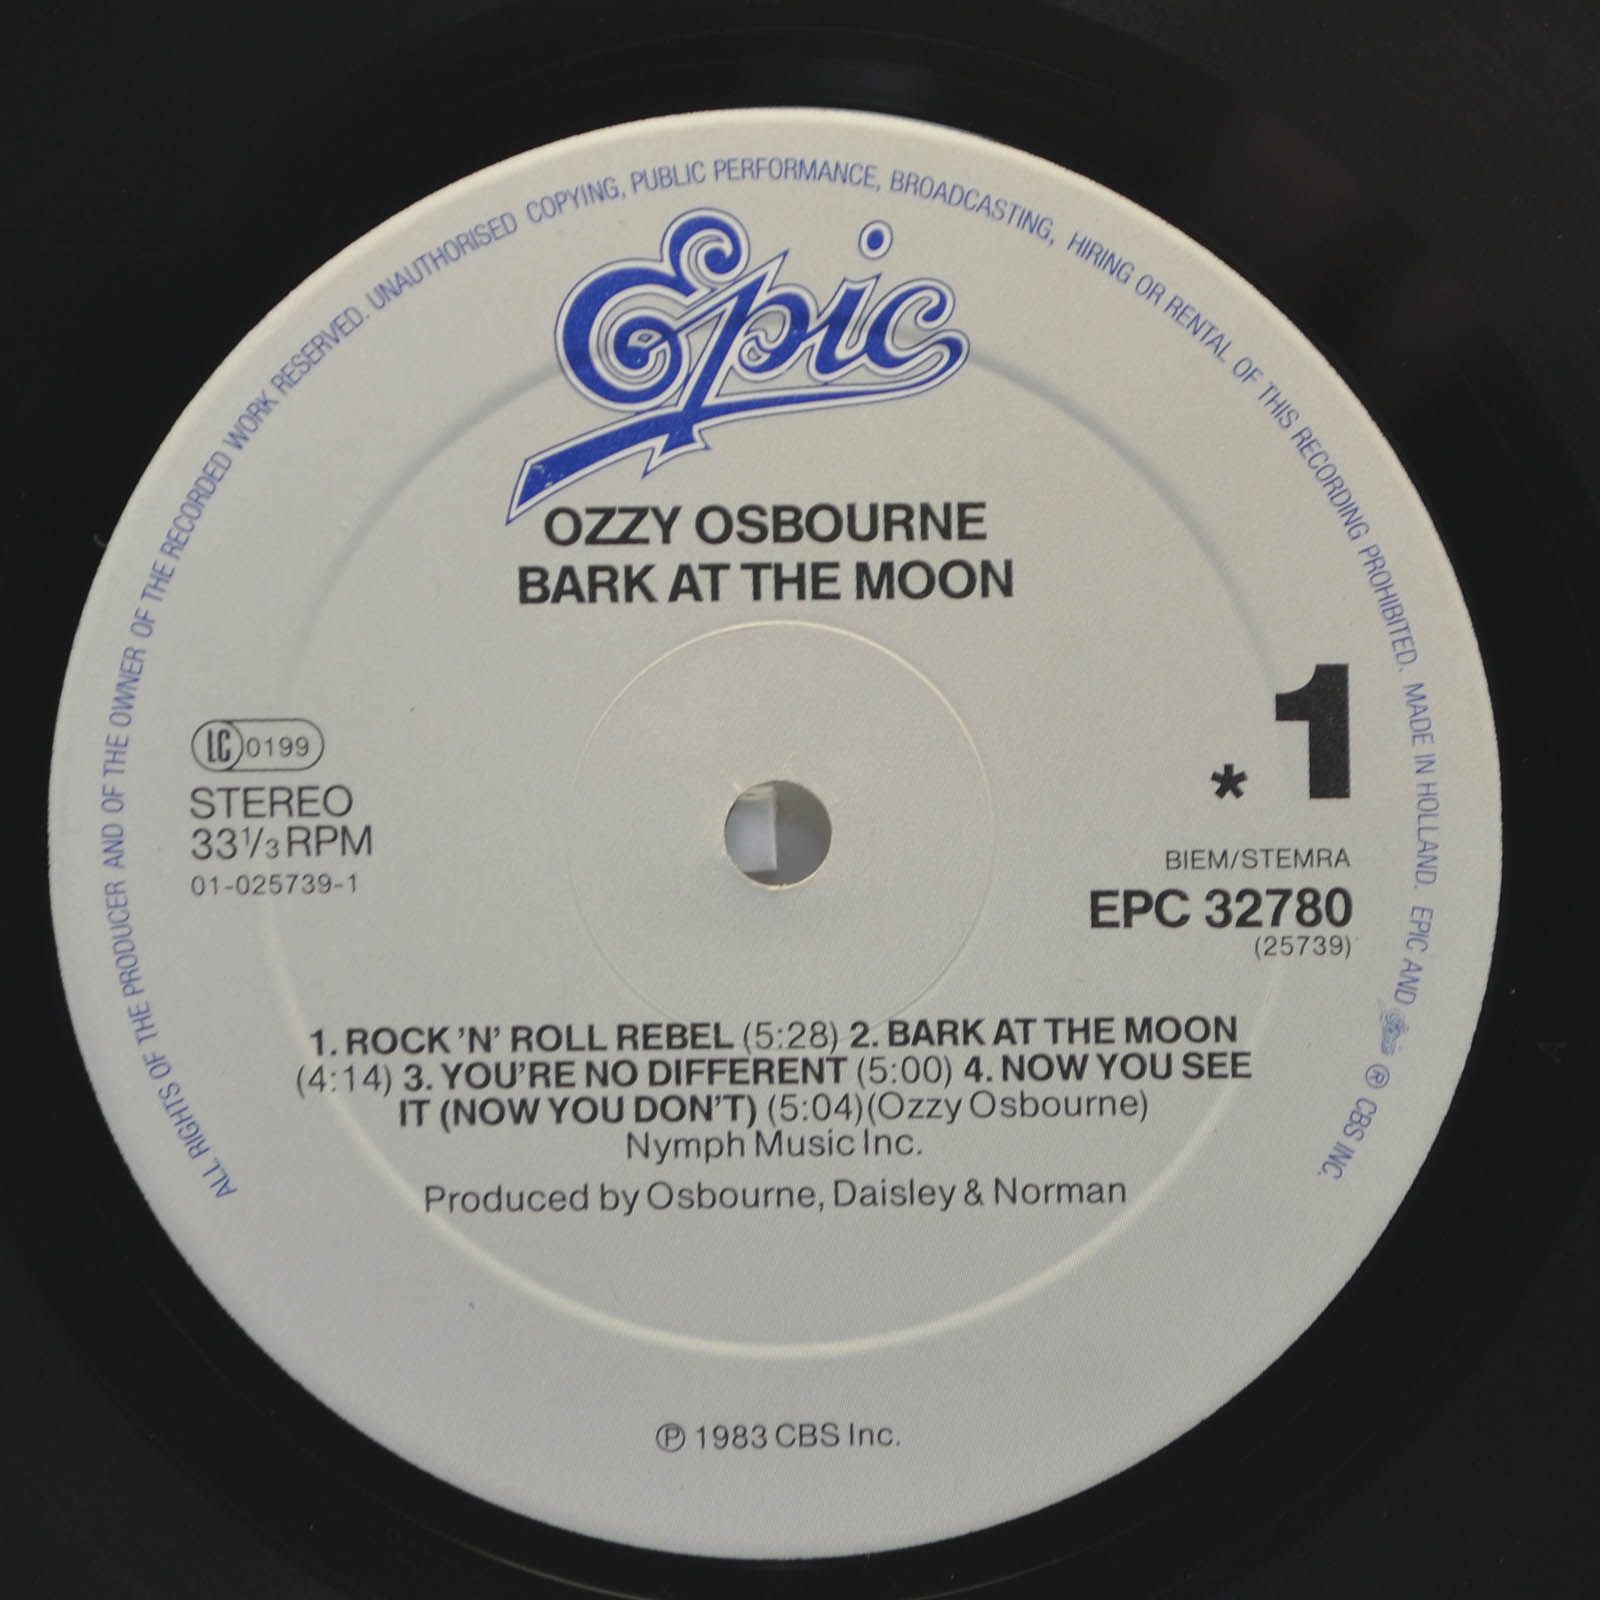 ALL RIGHTS OF THE PRODUCER AND OF THE OWNER OF THE RECORDED WORK RESERVED. UNAUTHORISED COPYING, PUBLIC PERFORMANCE, BROADCASTING, HIRING OR RENTAL OF THIS RECORDING PROHIBITED. MADE IN HOLLAND. EPIC AND Epic ® CBS INC.
Epic
OZZY OSBOURNE
BARK AT THE MOON
LC 0199
STEREO
33 1/3 RPM
01-025739-1
* 1
BIEM/STEMRA
EPC 32780
(25739)
1. ROCK 'N' ROLL REBEL (5:28) 2. BARK AT THE MOON
(4:14) 3. YOU'RE NO DIFFERENT (5:00) 4. NOW YOU SEE
IT (NOW YOU DON'T) (5:04)(Ozzy Osbourne)
Nymph Music Inc.
Produced by Osbourne, Daisley & Norman
℗ 1983 CBS Inc.